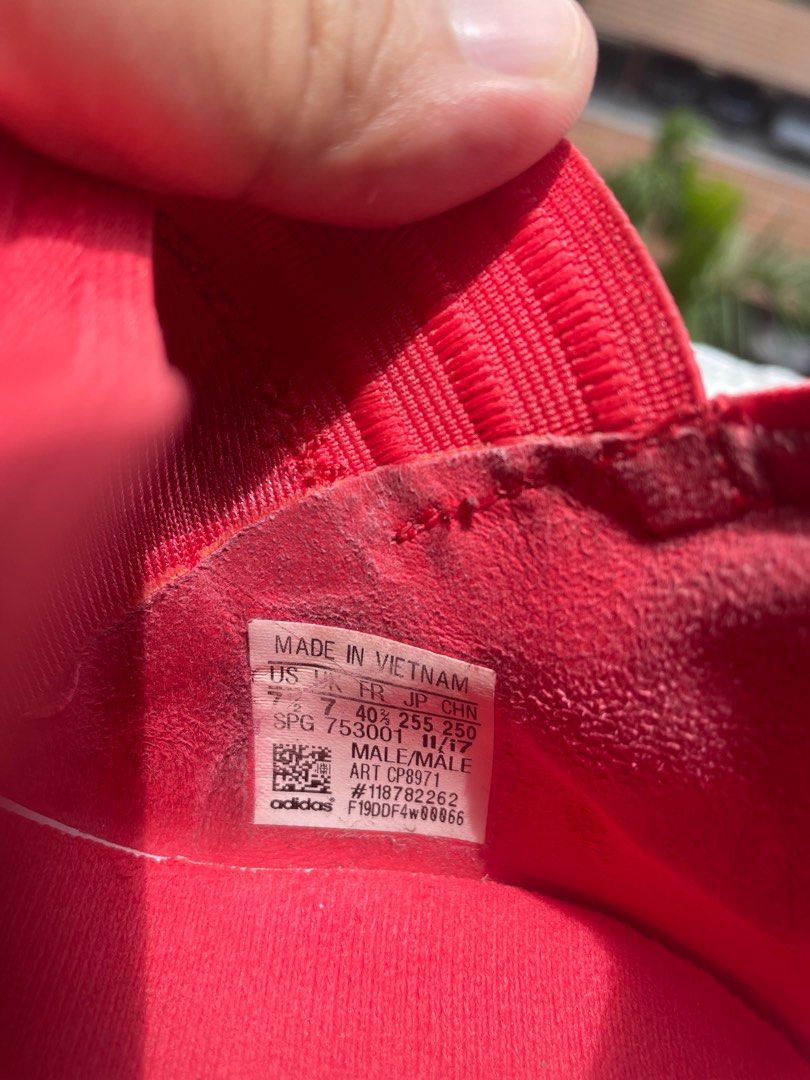 MADE IN VIETNAM
US UK FR JP CHN
7½ 7 40⅔ 255 250
SPG 753001 11/17
MALE/MÂLE
ART CP8971
#118782262
adidas F19DDF4W00066